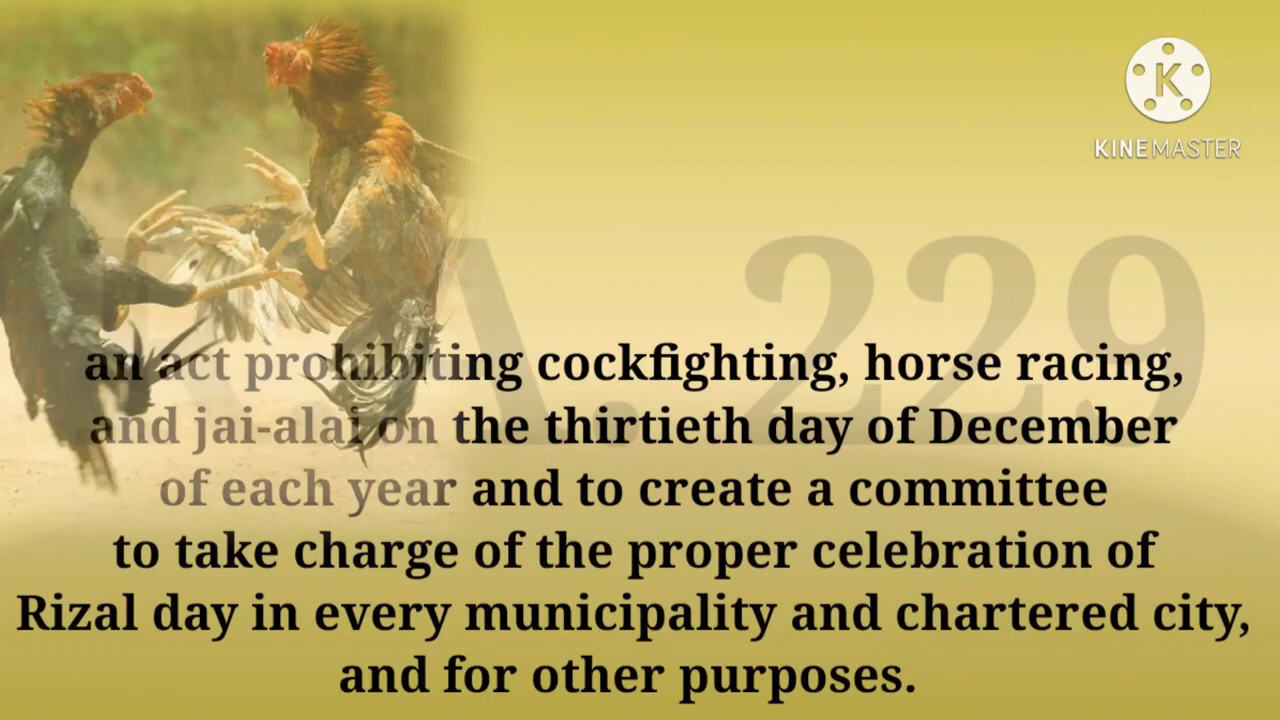 KINEMASTER
R.A. 229
an act prohibiting cockfighting, horse racing,
and jai-alai on the thirtieth day of December
of each year and to create a committee
to take charge of the proper celebration of
Rizal day in every municipality and chartered city,
and for other purposes.